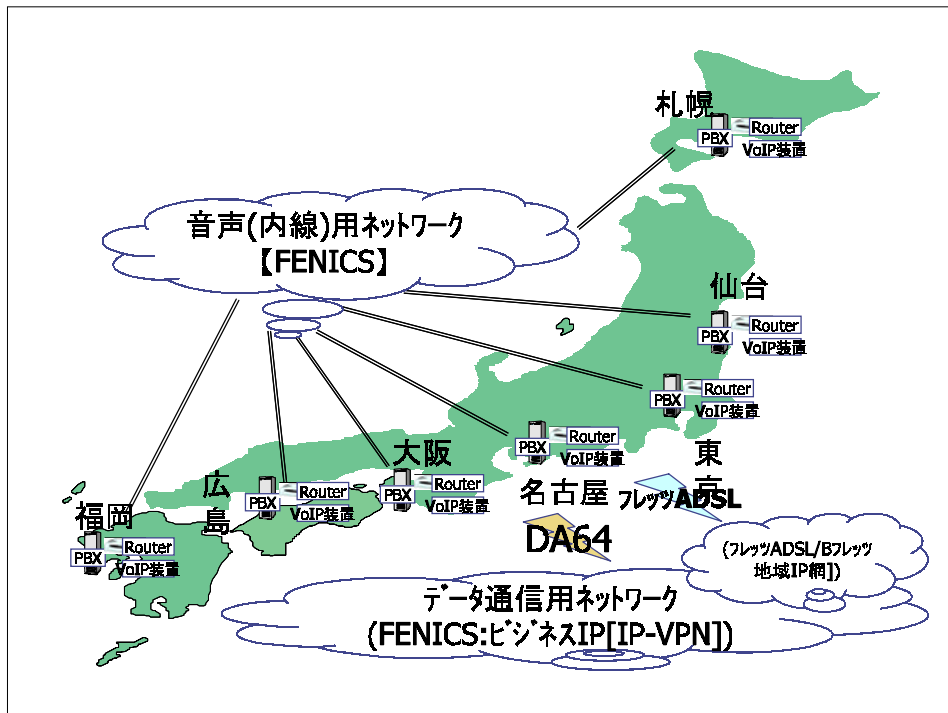 札幌
PBX
Router
VoIP装置
音声(内線)用ネットワーク
【FENICS】
仙台
PBX
Router
VoIP装置
PBX
Router
VoIP装置
東京
PBX
Router
VoIP装置
名古屋
大阪
PBX
Router
VoIP装置
広島
PBX
Router
VoIP装置
福岡
PBX
Router
VoIP装置
フレッツADSL
DA64
(フレッツADSL/Bフレッツ
地域IP網])
データ通信用ネットワーク
(FENICS:ビジネスIP[IP-VPN])